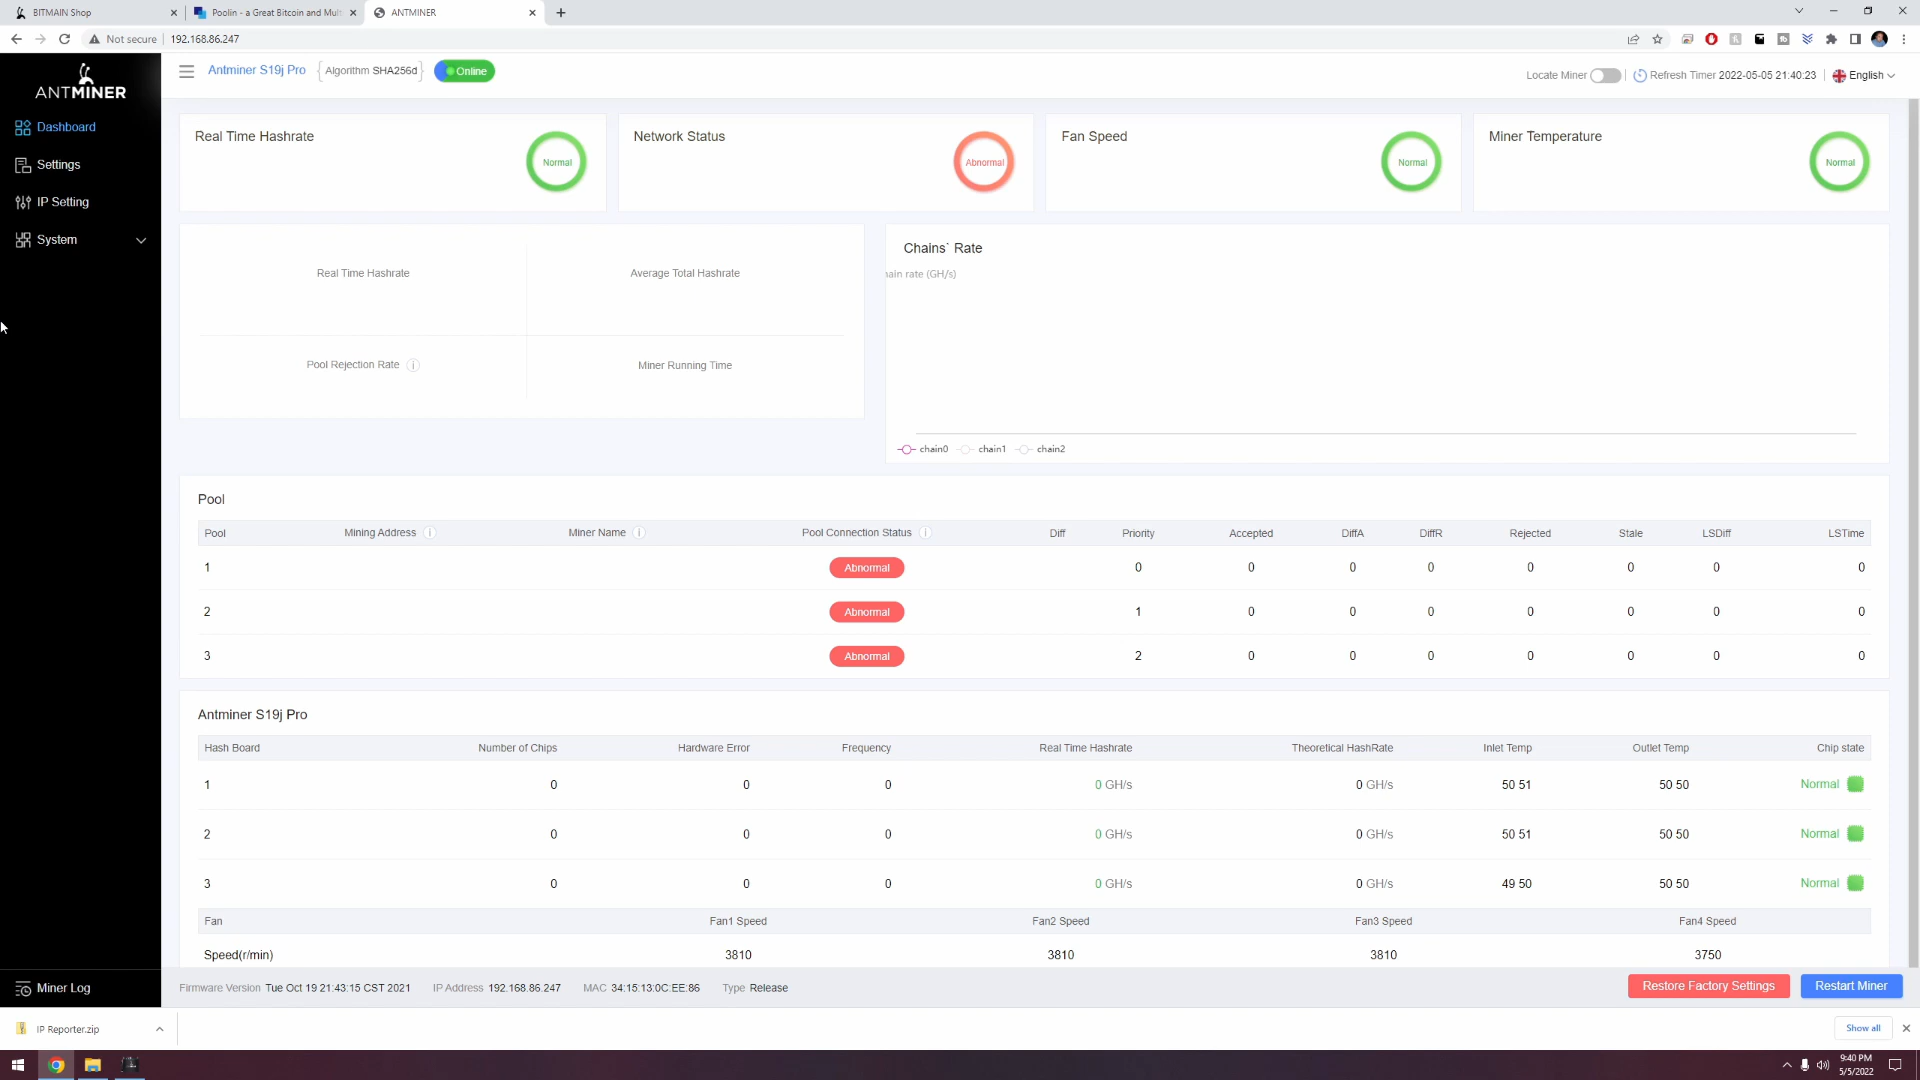 BITMAIN Shop
Poolin - a Great Bitcoin and Mult
ANTMINER
Not secure
192.168.86.247
ANTMINER
Dashboard
Settings
IP Setting
System
Miner Log
Antminer S19j Pro
Algorithm SHA256d
Online
Locate Miner
Refresh Timer 2022-05-05 21:40:23
English
Real Time Hashrate
Normal
Network Status
Abnormal
Fan Speed
Normal
Miner Temperature
Normal
Real Time Hashrate
Average Total Hashrate
Pool Rejection Rate
Miner Running Time
Chains` Rate
ain rate (GH/s)
chain0 chain1 chain2
Pool
Pool Mining Address Miner Name Pool Connection Status Diff Priority Accepted DiffA DiffR Rejected Stale LSDiff LSTime
1 Abnormal 0 0 0 0 0 0 0 0
2 Abnormal 1 0 0 0 0 0 0 0
3 Abnormal 2 0 0 0 0 0 0 0
Antminer S19j Pro
Hash Board Number of Chips Hardware Error Frequency Real Time Hashrate Theoretical HashRate Inlet Temp Outlet Temp Chip state
1 0 0 0 0 GH/s 0 GH/s 50 51 50 50 Normal
2 0 0 0 0 GH/s 0 GH/s 50 51 50 50 Normal
3 0 0 0 0 GH/s 0 GH/s 49 50 50 50 Normal
Fan Fan1 Speed Fan2 Speed Fan3 Speed Fan4 Speed
Speed(r/min) 3810 3810 3810 3750
Firmware Version Tue Oct 19 21:43:15 CST 2021 IP Address 192.168.86.247 MAC 34:15:13:0C:EE:86 Type Release
Restore Factory Settings
Restart Miner
IP Reporter.zip
Show all
9:40 PM
5/5/2022